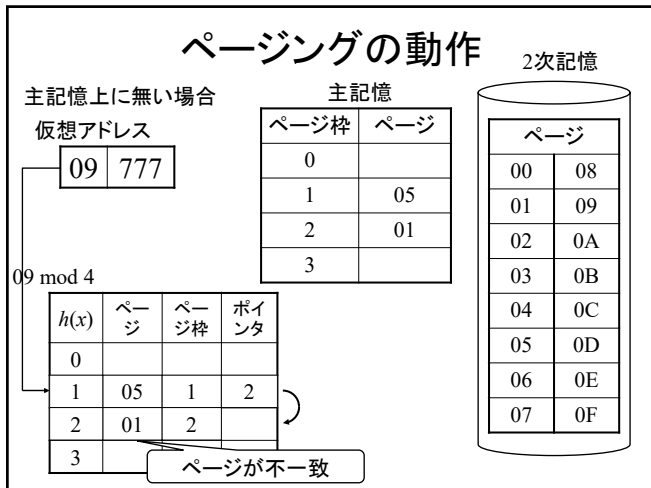 ページングの動作
主記憶上に無い場合
仮想アドレス
09 777
09 mod 4
主記憶
ページ枠 ページ
0
1 05
2 01
3
2次記憶
ページ
00 08
01 09
02 0A
03 0B
04 0C
05 0D
06 0E
07 0F
h(x) ページ ページ枠 ポインタ
0
1 05 1 2
2 01 2
3
ページが不一致